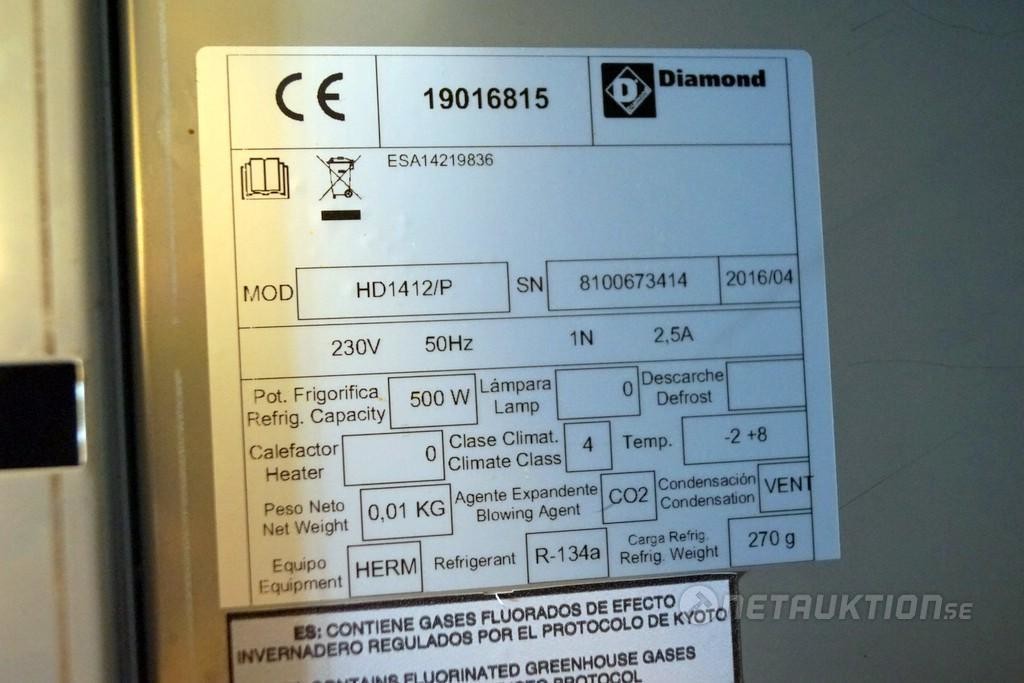 CE 19016815 D Diamond
ESA14219836
MOD HD1412/P SN 8100673414 2016/04
230V 50Hz 1N 2,5A
Pot. Frigorifica 500 W Lámpara 0 Descarche
Refrig. Capacity Lamp Defrost
Calefactor 0 Clase Climat. 4 Temp. -2 +8
Heater Climate Class
Peso Neto 0,01 KG Agente Expandente CO2 Condensación VENT
Net Weight Blowing Agent Condensation
Equipo HERM Refrigerant R-134a Carga Refrig. 270 g
Equipment Refrig. Weight
ES: CONTIENE GASES FLUORADOS DE EFECTO
INVERNADERO REGULADOS POR EL PROTOCOLO DE KYOTO
CONTAINS FLUORINATED GREENHOUSE GASES
PROTOCOL
NETAUKTION.SE